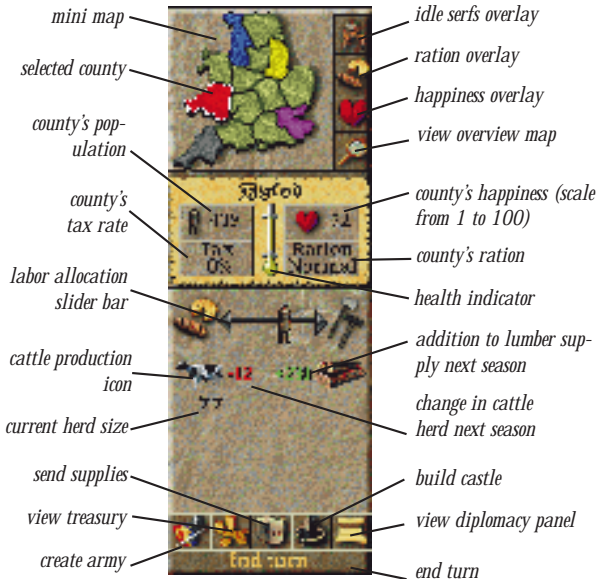 mini map
selected county
county's pop-
ulation
county's
tax rate
labor allocation
slider bar
cattle production
icon
current herd size
send supplies
view treasury
create army
Tax
0%
Ration
Normal
-12
77
End turn
idle serfs overlay
ration overlay
happiness overlay
view overview map
county's happiness (scale
from 1 to 100)
county's ration
health indicator
addition to lumber sup-
ply next season
change in cattle
herd next season
build castle
view diplomacy panel
end turn